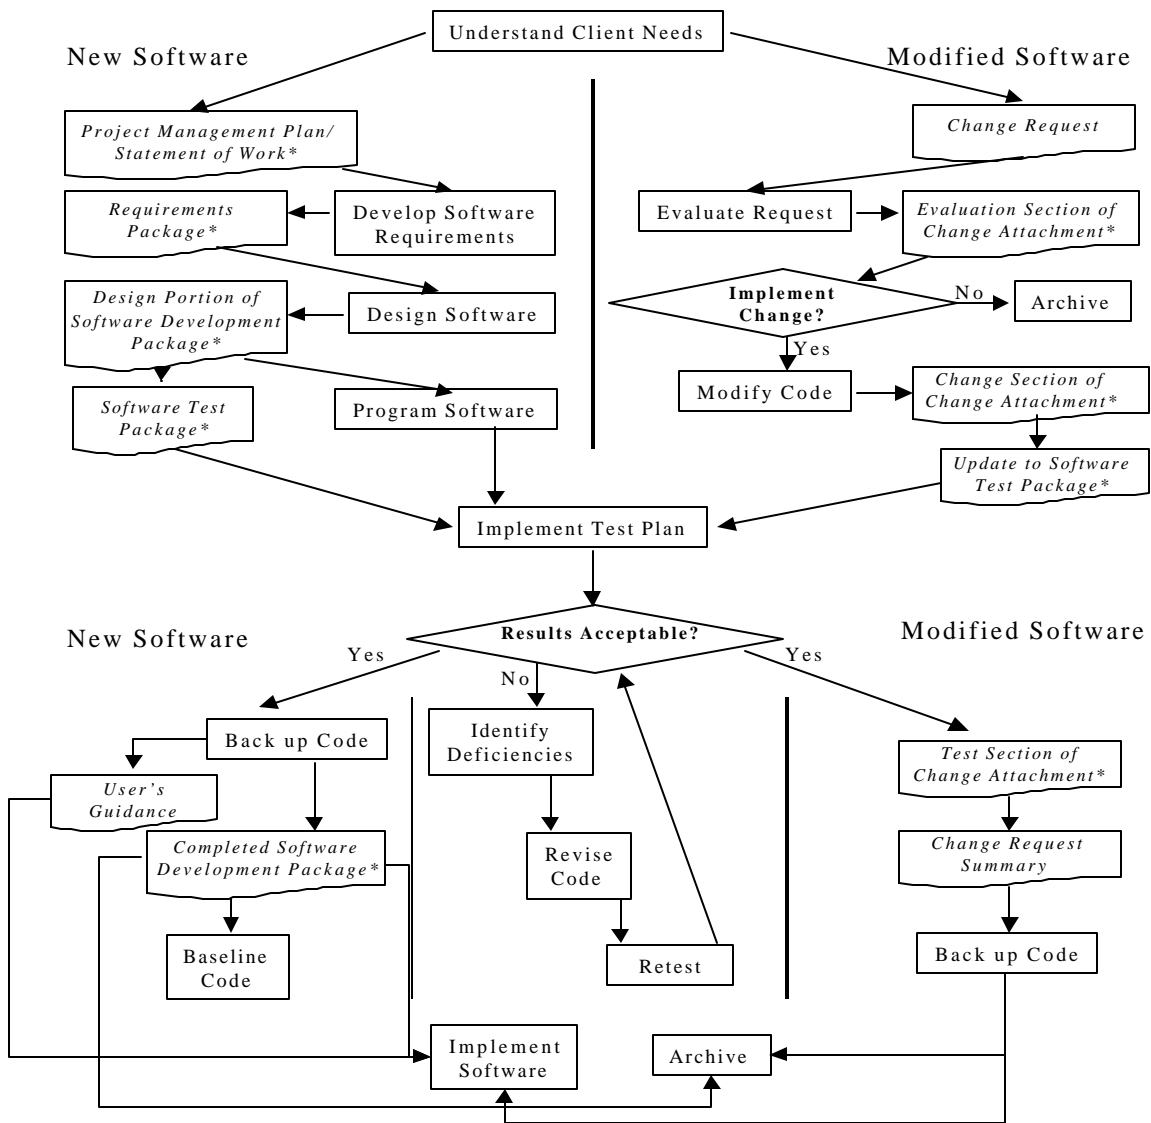 Understand Client Needs
New Software
Modified Software
Project Management Plan/
Statement of Work*
Change Request
Requirements
Package*
Develop Software
Requirements
Evaluate Request
Evaluation Section of
Change Attachment*
Design Portion of
Software Development
Package*
Design Software
Implement
Change?
No
Archive
Yes
Software Test
Package*
Program Software
Modify Code
Change Section of
Change Attachment*
Update to Software
Test Package*
Implement Test Plan
New Software
Results Acceptable?
Modified Software
Yes
No
Yes
Back up Code
Identify
Deficiencies
Test Section of
Change Attachment*
User's
Guidance
Completed Software
Development Package*
Revise
Code
Change Request
Summary
Baseline
Code
Retest
Back up Code
Implement
Software
Archive